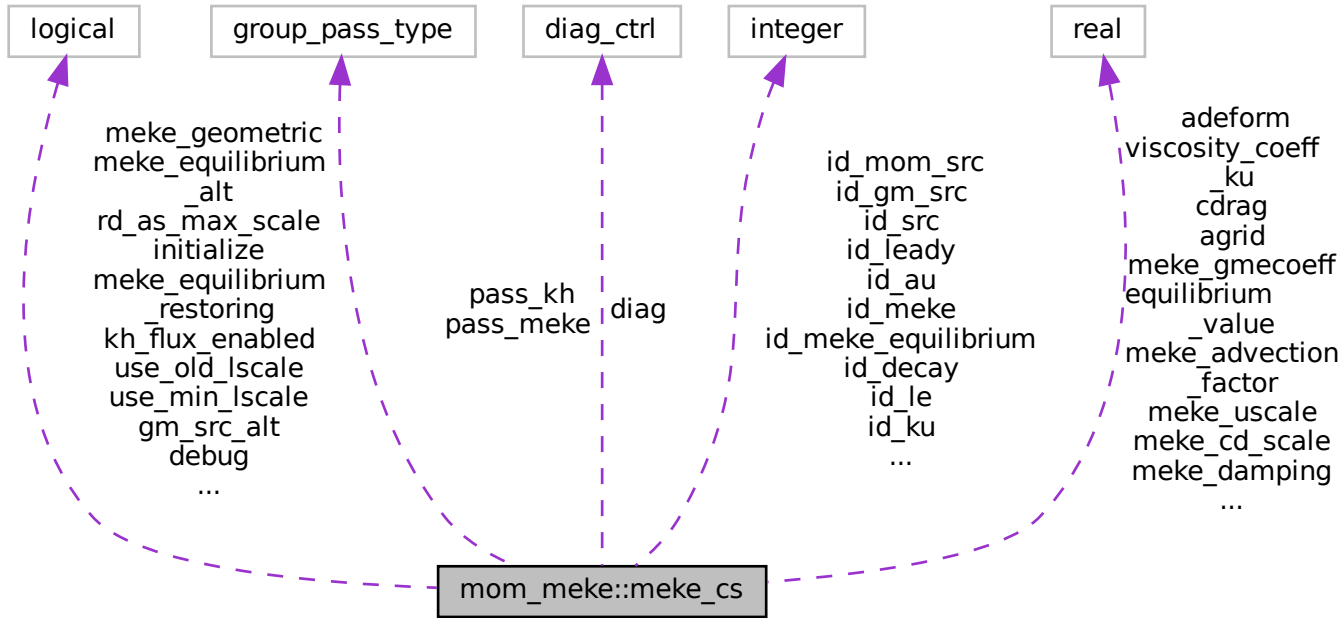 logical
group_pass_type
diag_ctrl
integer
real
meke_geometric
meke_equilibrium
_alt
rd_as_max_scale
initialize
meke_equilibrium
_restoring
kh_flux_enabled
use_old_lscale
use_min_lscale
gm_src_alt
debug
...
pass_kh
pass_meke
diag
id_mom_src
id_gm_src
id_src
id_leady
id_au
id_meke
id_meke_equilibrium
id_decay
id_le
id_ku
...
adeform
viscosity_coeff
_ku
cdrag
agrid
meke_gmecoeff
equilibrium
_value
meke_advection
_factor
meke_uscale
meke_cd_scale
meke_damping
...
mom_meke::meke_cs